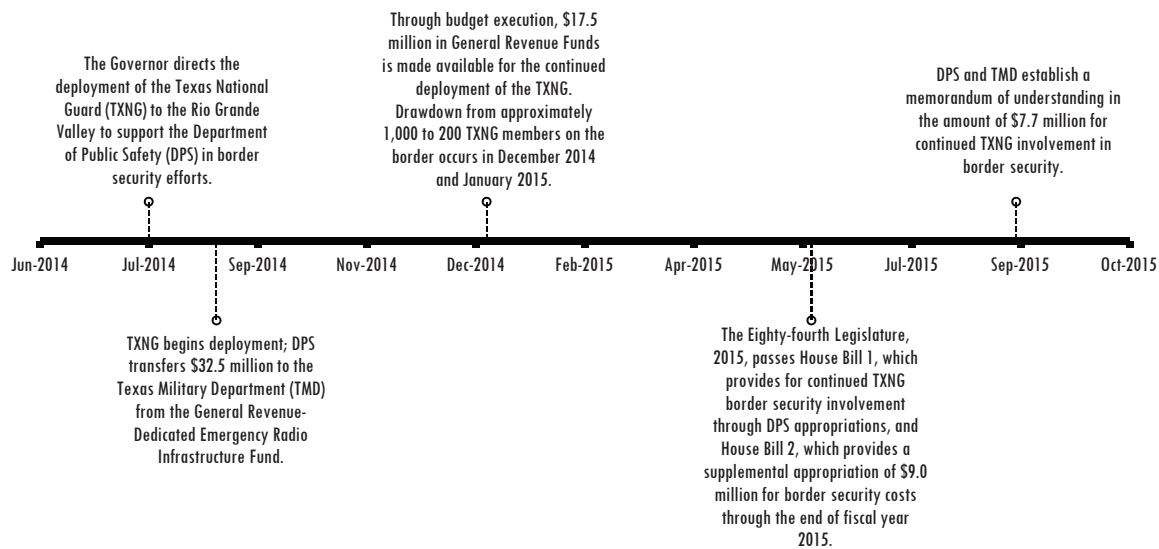 The Governor directs the
deployment of the Texas National
Guard (TXNG) to the Rio Grande
Valley to support the Department
of Public Safety (DPS) in border
security efforts.
Through budget execution, $17.5
million in General Revenue Funds
is made available for the continued
deployment of the TXNG.
Drawdown from approximately
1,000 to 200 TXNG members on the
border occurs in December 2014
and January 2015.
DPS and TMD establish a
memorandum of understanding in
the amount of $7.7 million for
continued TXNG involvement in
border security.
Jun-2014 Jul-2014 Sep-2014 Nov-2014 Dec-2014 Feb-2015 Apr-2015 May-2015 Jul-2015 Sep-2015 Oct-2015
TXNG begins deployment; DPS
transfers $32.5 million to the
Texas Military Department (TMD)
from the General Revenue-
Dedicated Emergency Radio
Infrastructure Fund.
The Eighty-fourth Legislature,
2015, passes House Bill 1, which
provides for continued TXNG
border security involvement
through DPS appropriations, and
House Bill 2, which provides a
supplemental appropriation of $9.0
million for border security costs
through the end of fiscal year
2015.